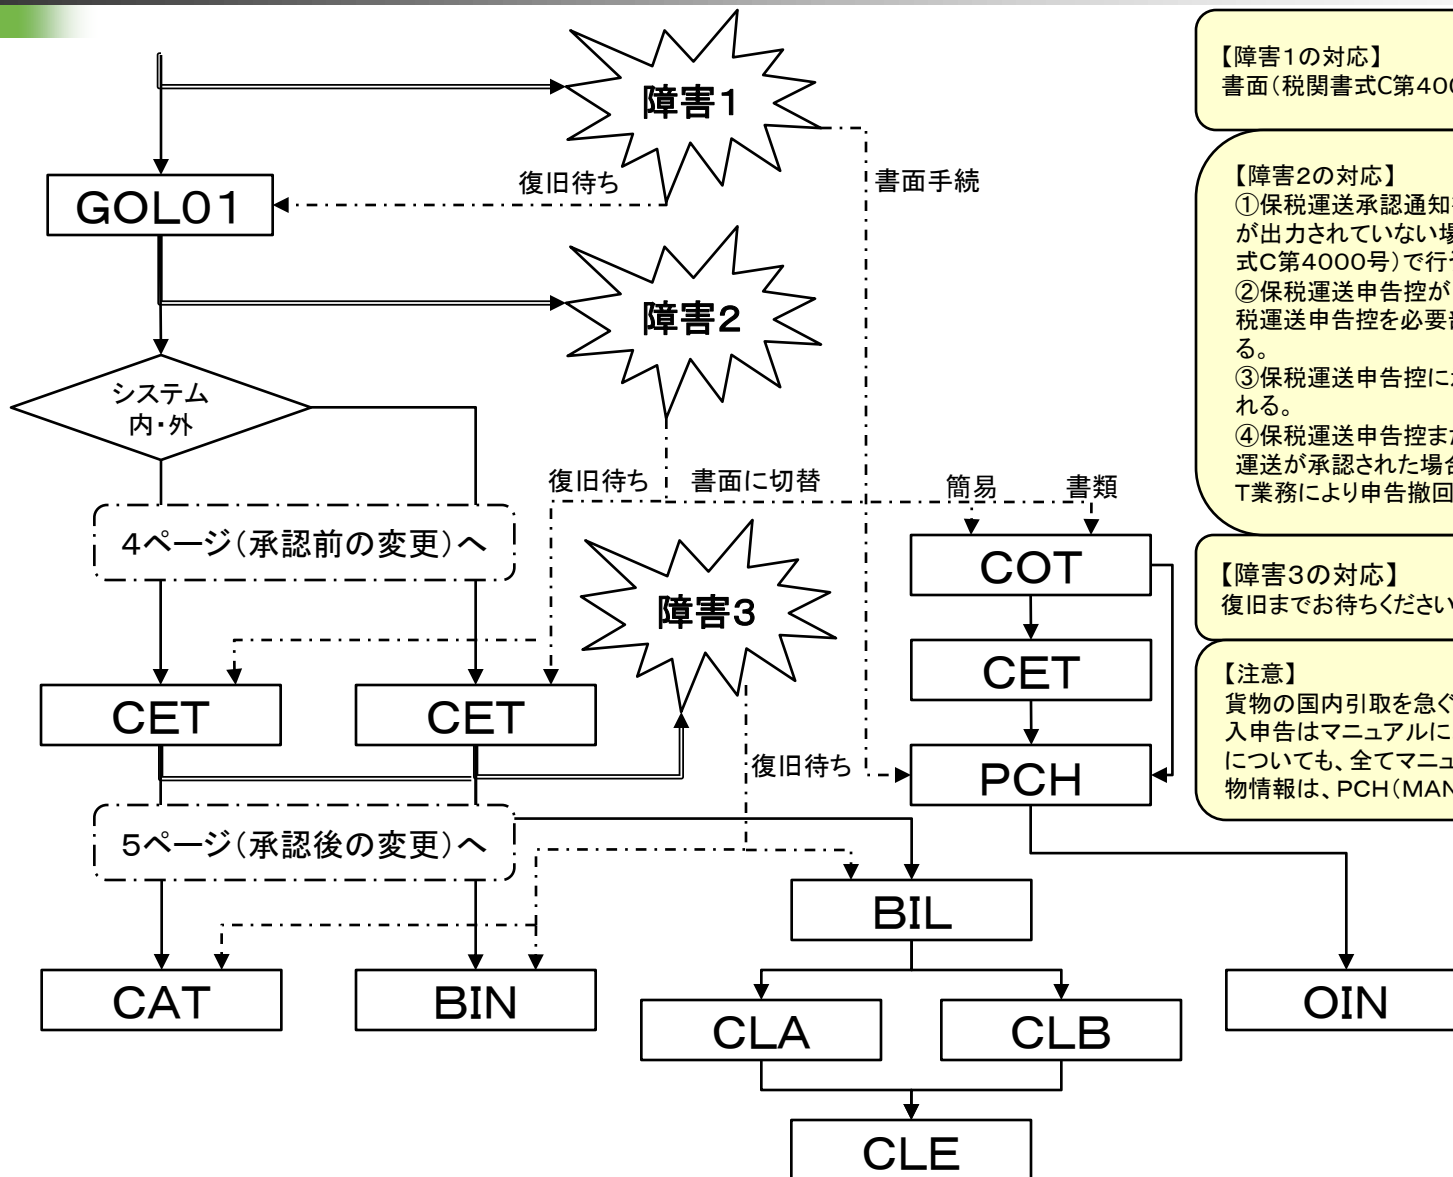 障害1
復旧待ち
書面手続
GOL01
障害2
システム
内・外
復旧待ち
書面に切替
簡易
書類
4ページ(承認前の変更)へ
障害3
COT
CET
CET
CET
復旧待ち
PCH
5ページ(承認後の変更)へ
BIL
CAT
BIN
CLA
CLB
OIN
CLE
【障害1の対応】
書面(税関書式C第400
【障害2の対応】
①保税運送承認通知
が出力されていない場
式C第4000号)で行
②保税運送申告控が
税運送申告控を必要
る。
③保税運送申告控に
れる。
④保税運送申告控ま
運送が承認された場合
T業務により申告撤回
【障害3の対応】
復旧までお待ちください
【注意】
貨物の国内引取を急ぐ
入申告はマニュアルに
についても、全てマニュ
物情報は、PCH(MAN